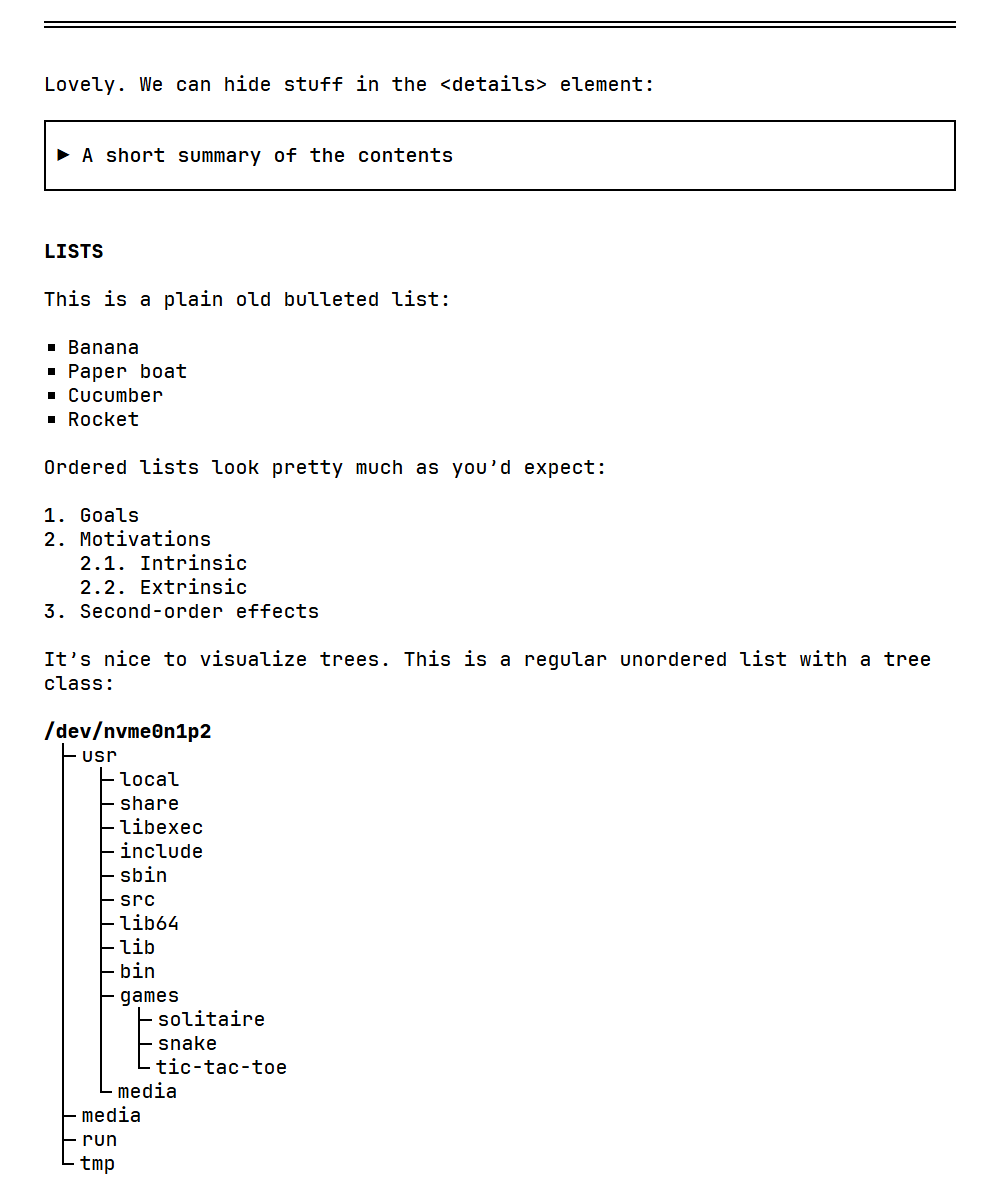 Lovely. We can hide stuff in the <details> element:
▶ A short summary of the contents
LISTS
This is a plain old bulleted list:
▪ Banana
▪ Paper boat
▪ Cucumber
▪ Rocket
Ordered lists look pretty much as you’d expect:
1. Goals
2. Motivations
2.1. Intrinsic
2.2. Extrinsic
3. Second-order effects
It’s nice to visualize trees. This is a regular unordered list with a tree
class:
/dev/nvme0n1p2
usr
local
share
libexec
include
sbin
src
lib64
lib
bin
games
solitaire
snake
tic-tac-toe
media
media
run
tmp